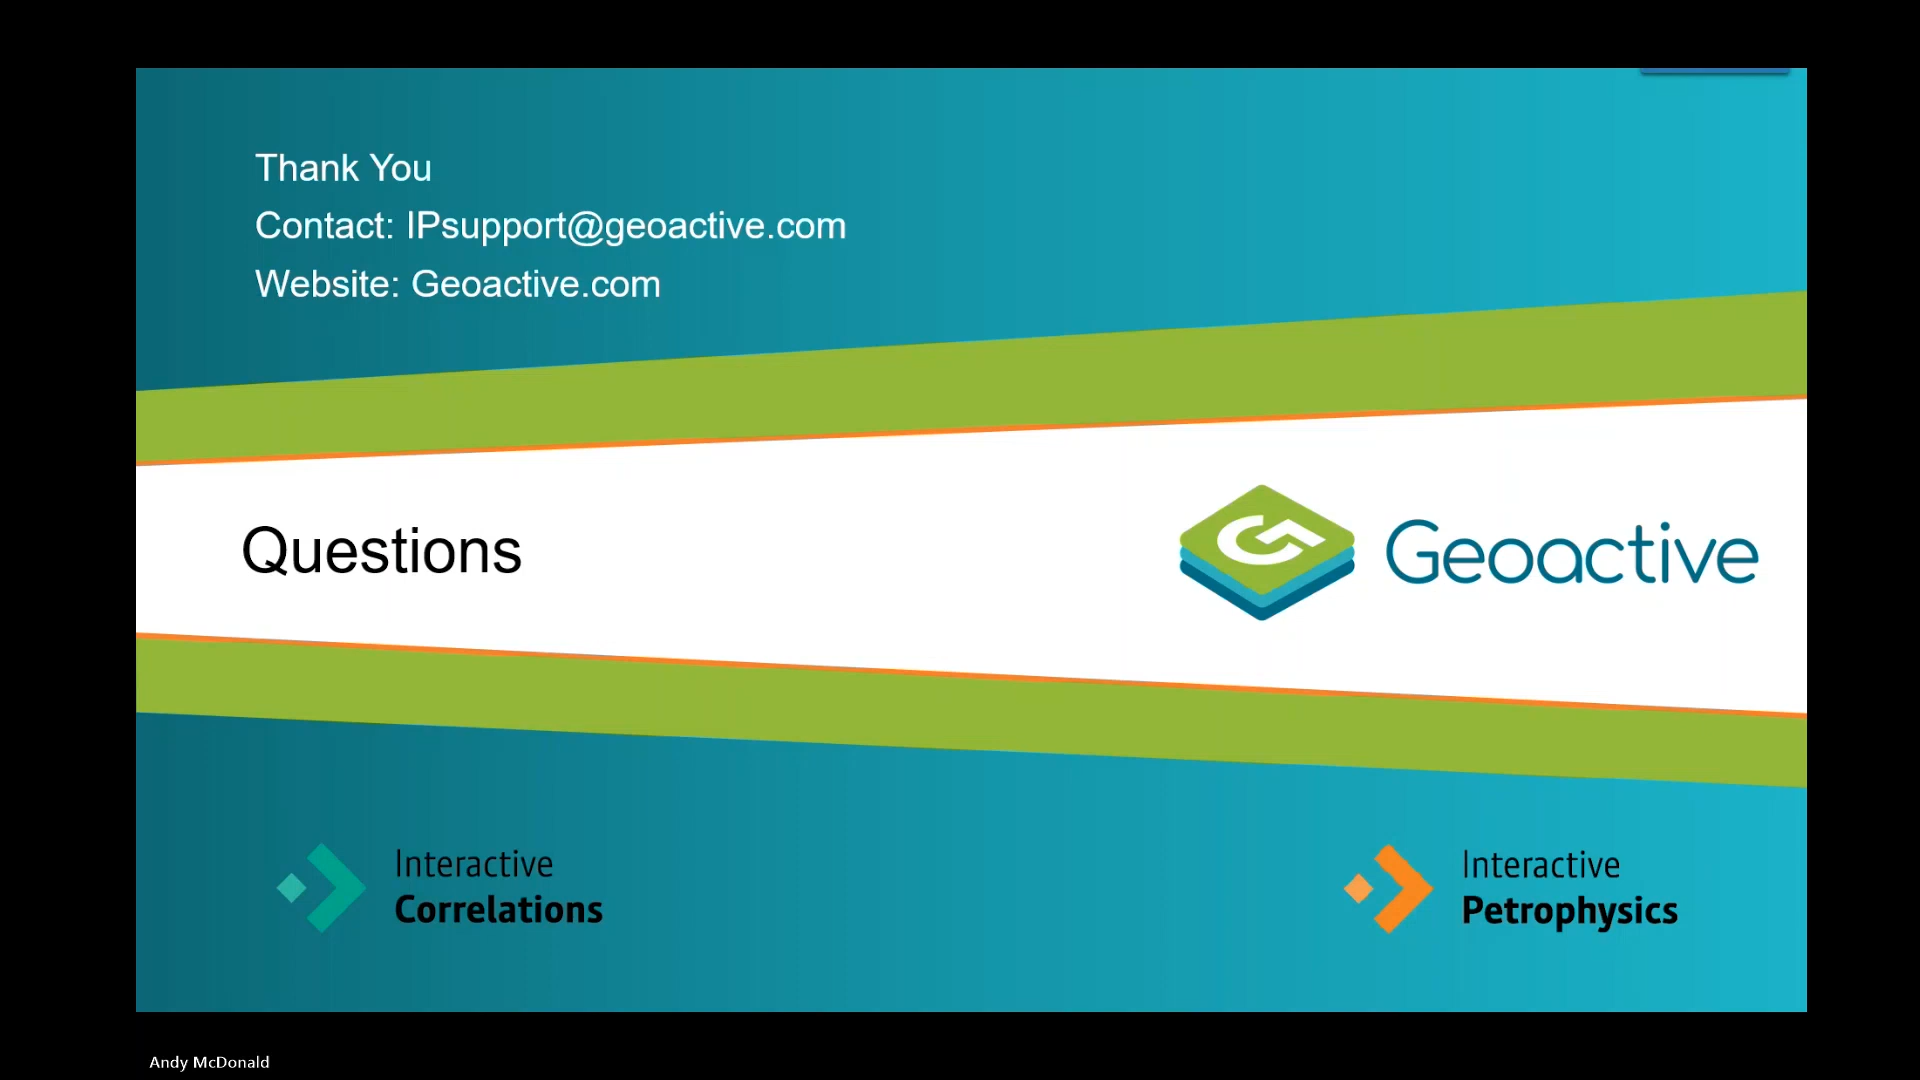 Thank You
Contact: IPsupport@geoactive.com
Website: Geoactive.com
Questions
Geoactive
Interactive
Correlations
Interactive
Petrophysics
Andy McDonald